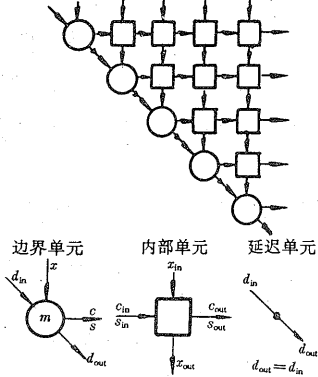 边界单元 内部单元 延迟单元
d_in x x_in d_in
m c s c_in s_in c_out s_out
d_out x_out d_out
d_out = d_in